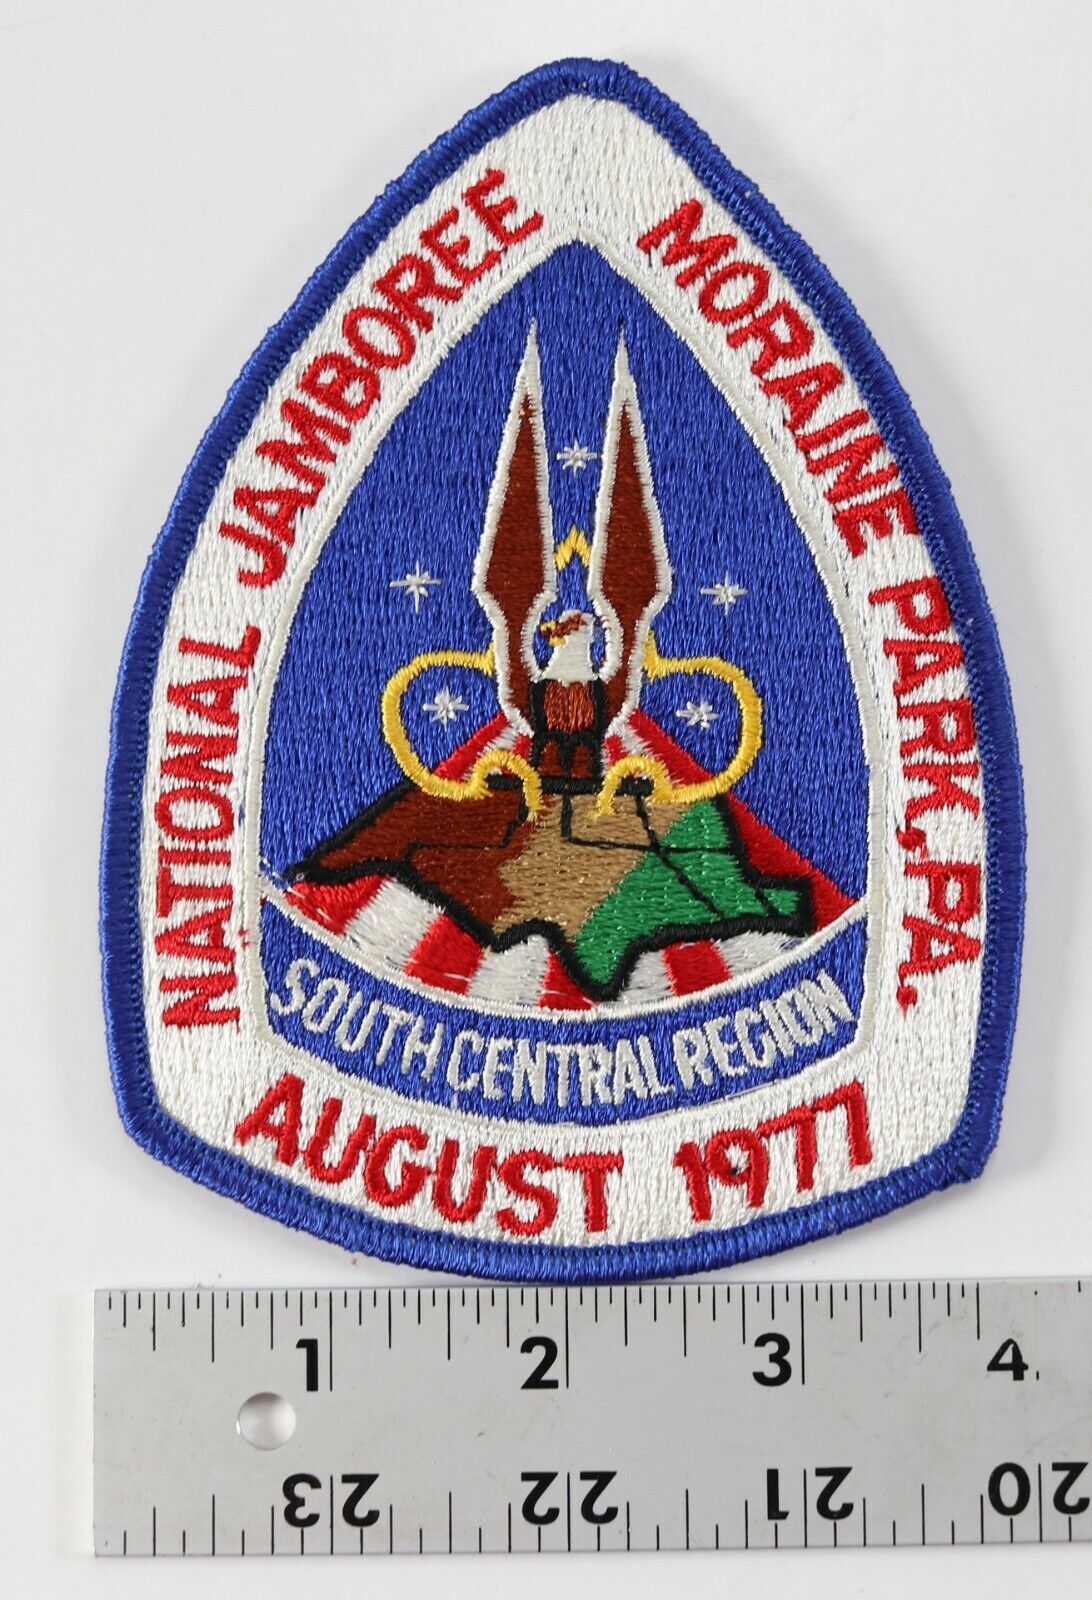 NATIONAL JAMBOREE
MORAINE PARK, PA.
SOUTH CENTRAL REGION
AUGUST 1977
1 2 3 4
23 22 21 20